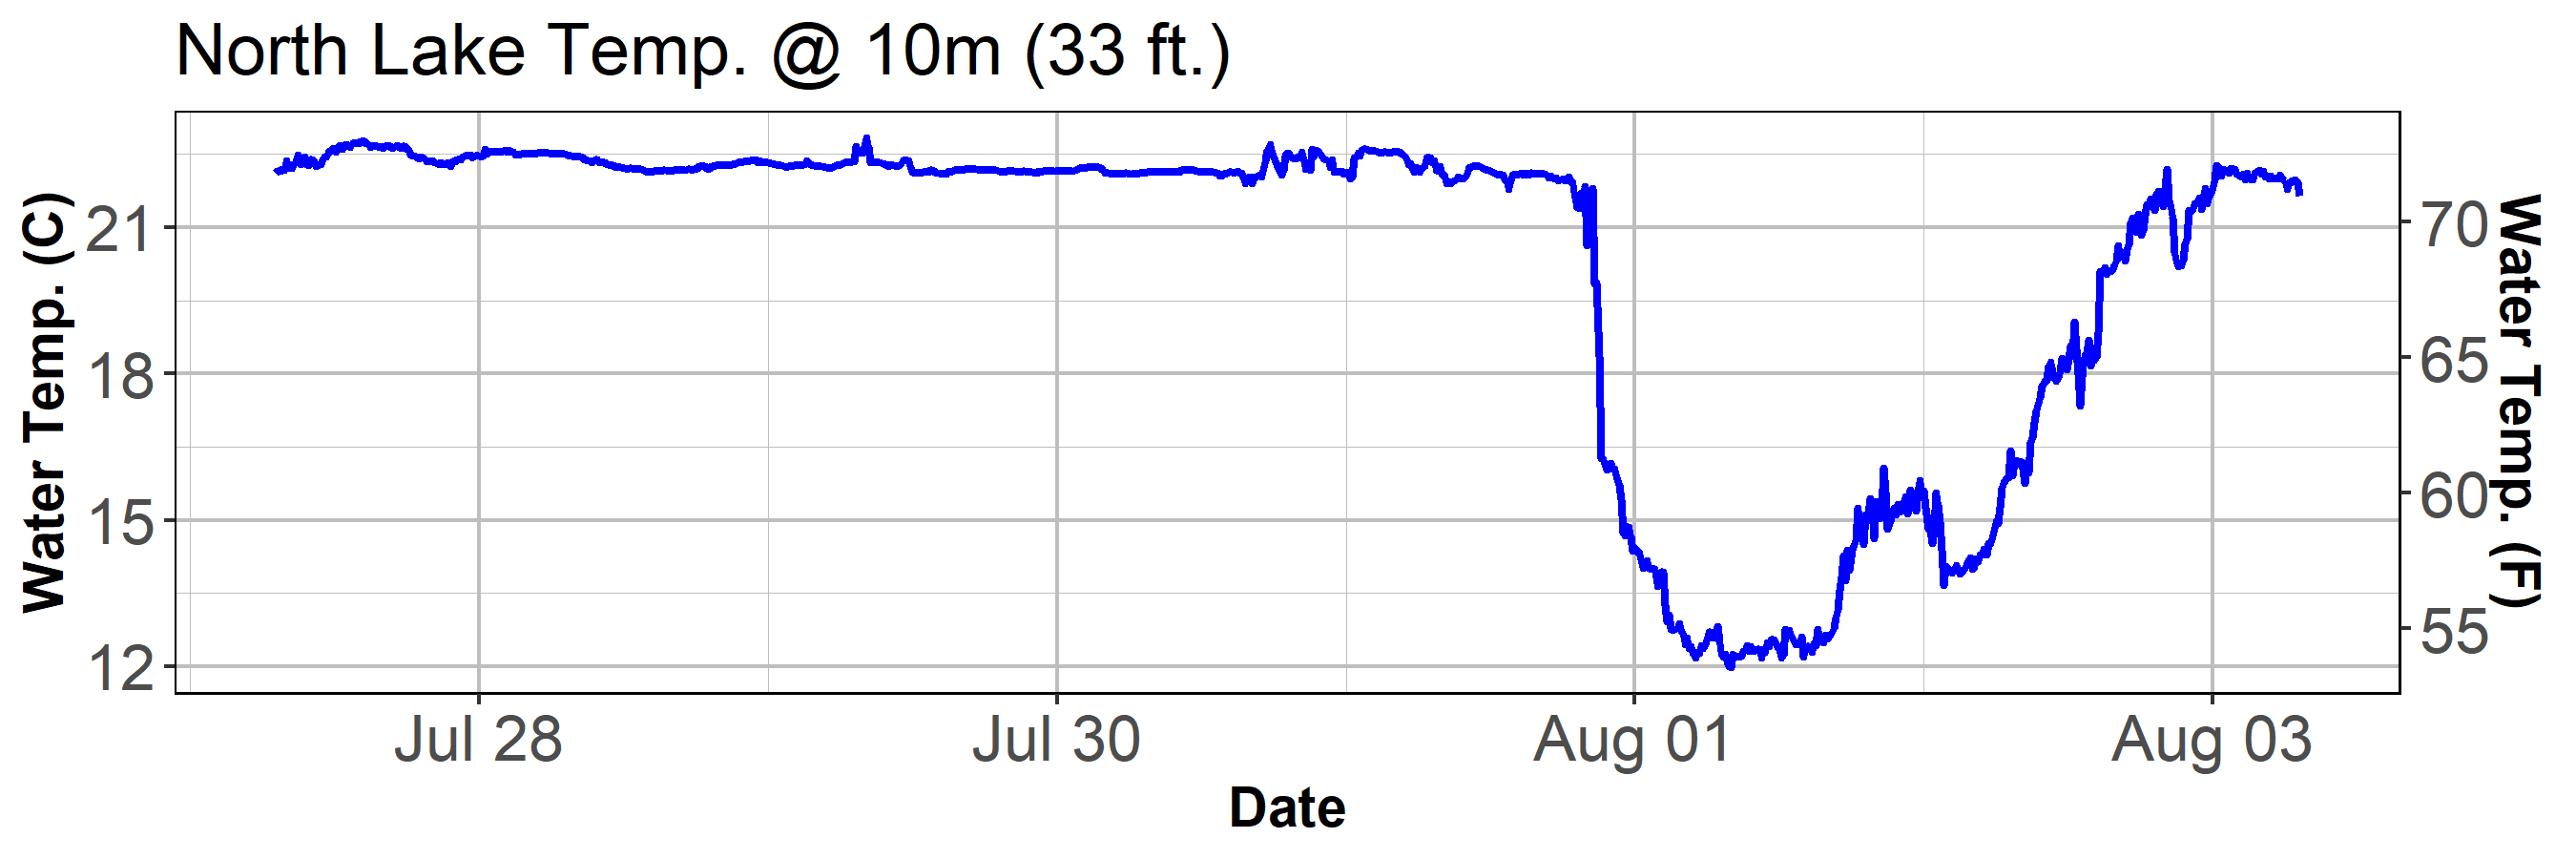 North Lake Temp. @ 10m (33 ft.)
Water Temp. (C)
21
18
15
12
70
65
60
55
Water Temp. (F)
Jul 28
Jul 30
Aug 01
Aug 03
Date